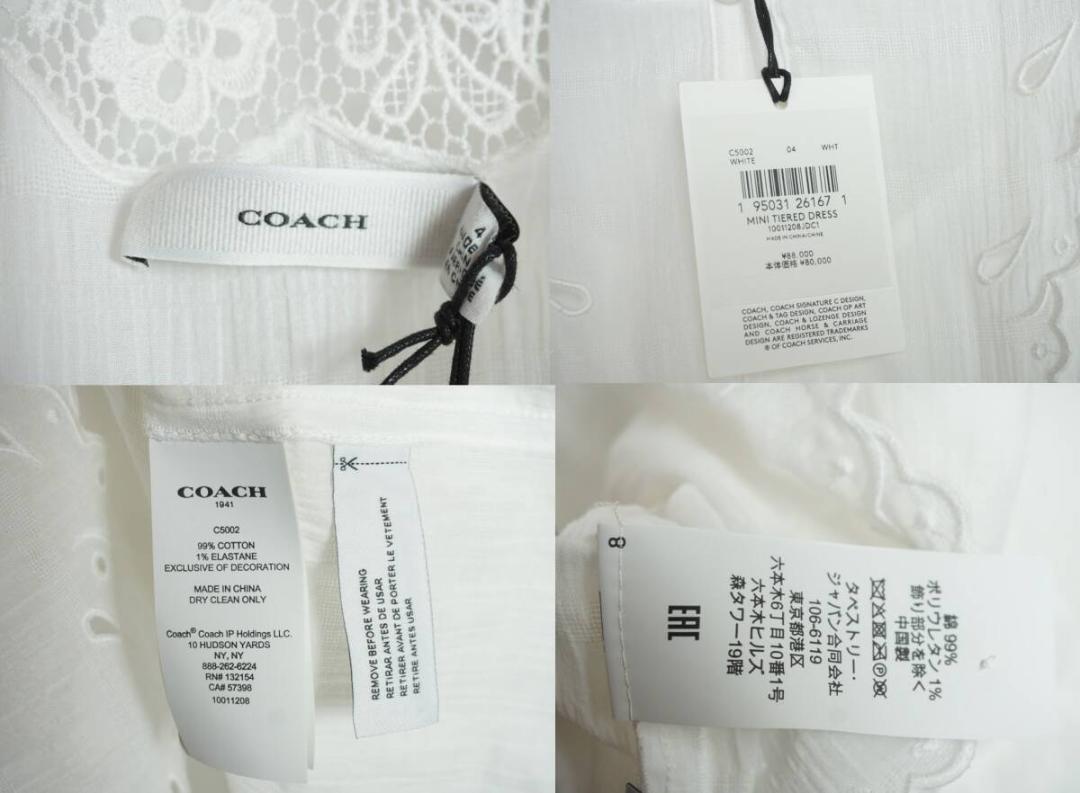 COACH
4
C5002 04 WHT
WHITE
1 95031 26167 1
MINI TIERED DRESS
10011208JDC1
MADE IN CHINA/CHINE
¥88,000
本体価格 ¥80,000
COACH, COACH SIGNATURE C DESIGN,
COACH & TAG DESIGN, COACH OP ART
DESIGN, COACH & LOZENGE DESIGN
AND COACH HORSE & CARRIAGE
DESIGN ARE REGISTERED TRADEMARKS
® OF COACH SERVICES, INC.
COACH
1941
C5002
99% COTTON
1% ELASTANE
EXCLUSIVE OF DECORATION
MADE IN CHINA
DRY CLEAN ONLY
Coach® Coach IP Holdings LLC.
10 HUDSON YARDS
NY, NY
888-262-6224
RN# 132154
CA# 57398
10011208
REMOVE BEFORE WEARING
RETIRAR ANTES DE USAR
RETIRER AVANT DE PORTER LE VETEMENT
RETIRE ANTES USAR
8
綿 99%
ポリウレタン 1%
飾り部分を除く
中国製
タペストリー・
ジャパン合同会社
106-6119
東京都港区
六本木6丁目10番1号
六本木ヒルズ
森タワー19階
EAC